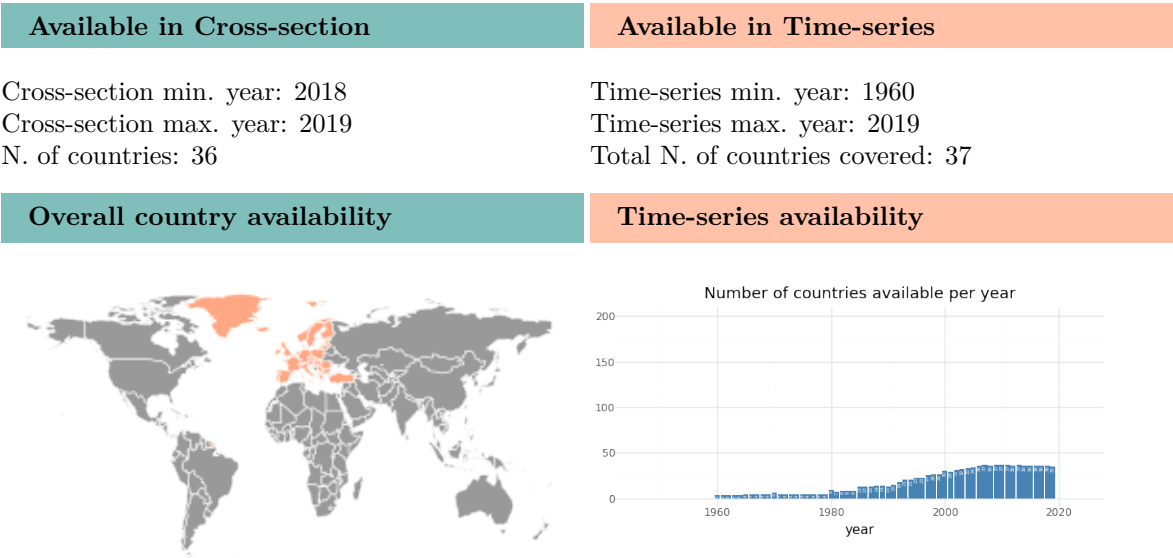 Available in Cross-section
Available in Time-series
Cross-section min. year: 2018
Cross-section max. year: 2019
N. of countries: 36
Time-series min. year: 1960
Time-series max. year: 2019
Total N. of countries covered: 37
Overall country availability
Time-series availability
Number of countries available per year
200
150
100
50
0
1960
1980
2000
2020
year